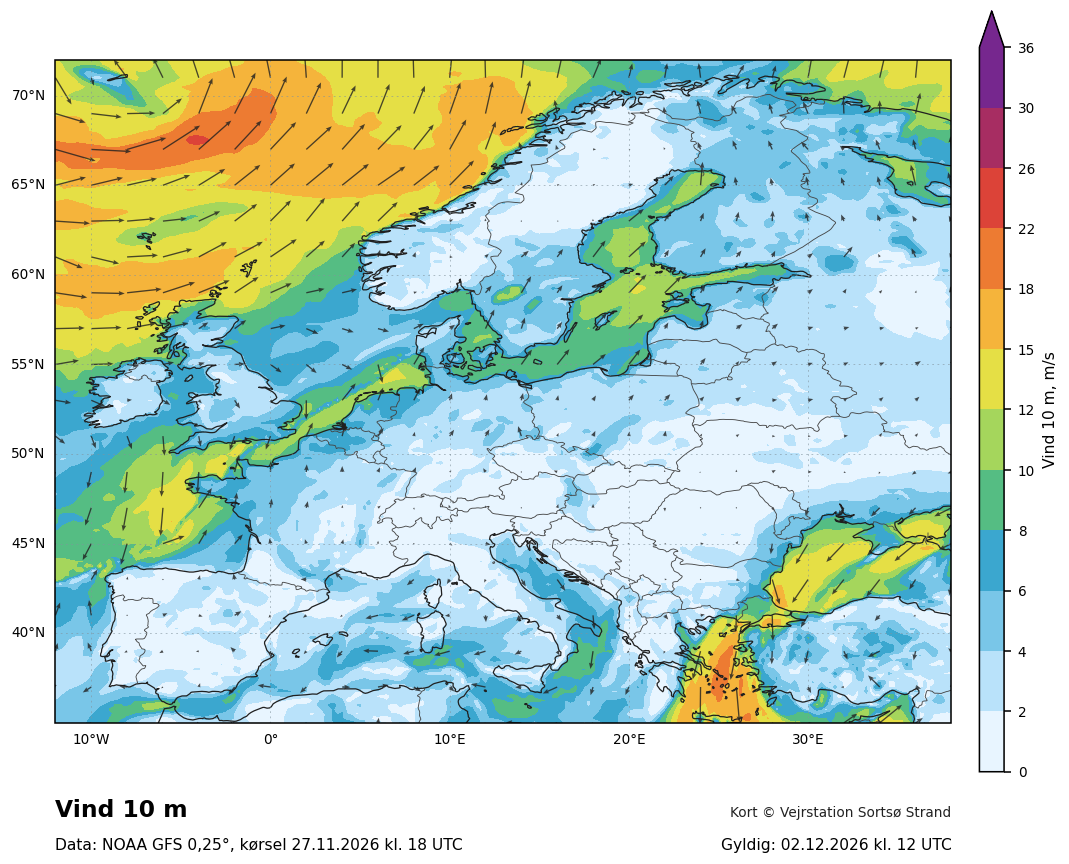 70°N
65°N
60°N
55°N
50°N
45°N
40°N
10°W
0°
10°E
20°E
30°E
36
30
26
22
18
15
12
10
8
6
4
2
0
Vind 10 m, m/s
Vind 10 m
Kort © Vejrstation Sortsø Strand
Data: NOAA GFS 0,25°, kørsel 27.11.2026 kl. 18 UTC
Gyldig: 02.12.2026 kl. 12 UTC